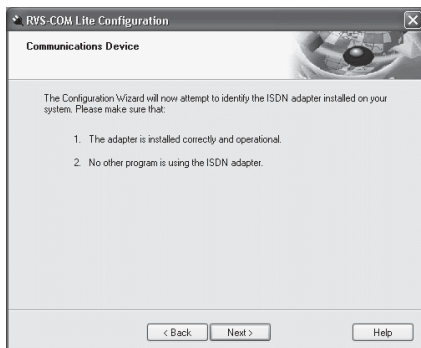 RVS-COM Lite Configuration
Communications Device
The Configuration Wizard will now attempt to identify the ISDN adapter installed on your
system. Please make sure that:
1. The adapter is installed correctly and operational.
2. No other program is using the ISDN adapter.
< Back Next > Help